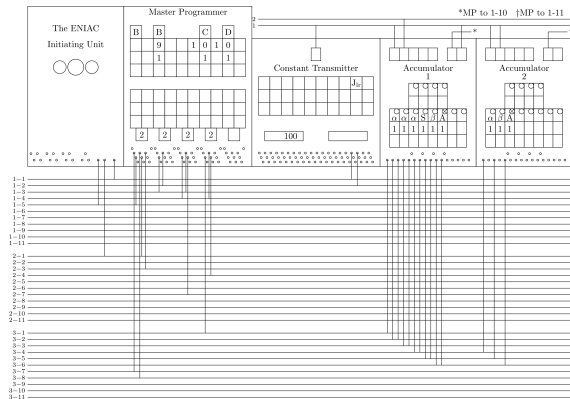 *MP to 1-10 †MP to 1-11
The ENIAC
Initiating Unit
Master Programmer
B B C D
9 1 0 1 0
1 1 1
2 2 2 2
2
1
Constant Transmitter
J
100
*
Accumulator
1
α α α S β A
1 1 1 1 1 1
Accumulator
2
α β A
1 1 1
1−1
1−2
1−3
1−4
1−5
1−6
1−7
1−8
1−9
1−10
1−11
2−1
2−2
2−3
2−4
2−5
2−6
2−7
2−8
2−9
2−10
2−11
3−1
3−2
3−3
3−4
3−5
3−6
3−7
3−8
3−9
3−10
3−11